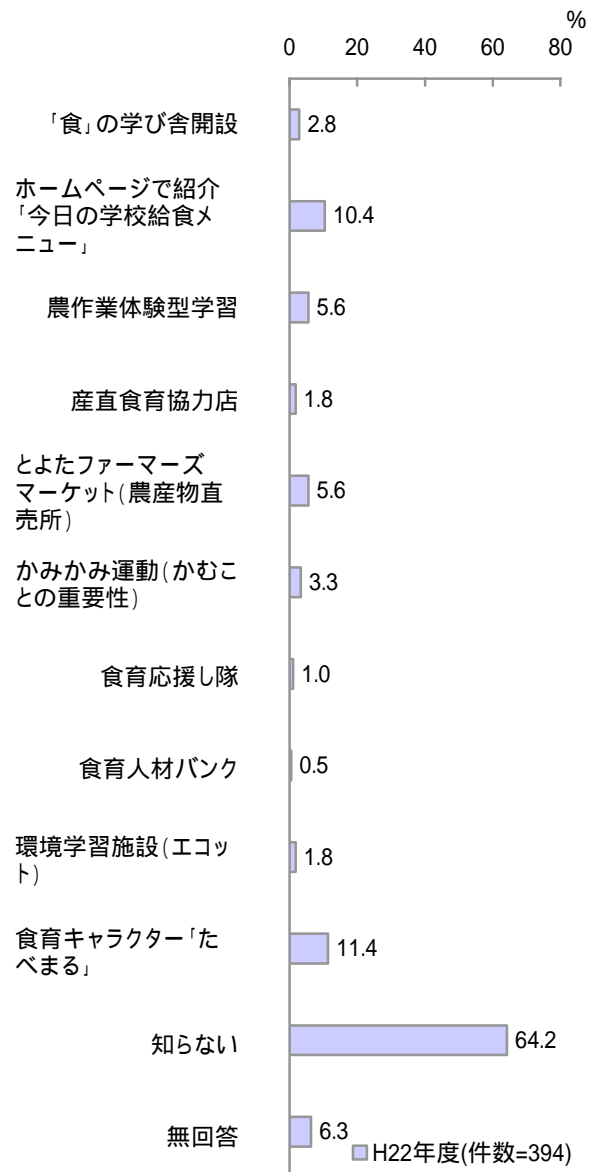 %
0 20 40 60 80
「食」の学び舎開設
2.8
ホームページで紹介
「今日の学校給食メ
ニュー」
10.4
農作業体験型学習
5.6
産直食育協力店
1.8
とよたファーマーズ
マーケット(農産物直
売所)
5.6
かみかみ運動(かむこ
との重要性)
3.3
食育応援し隊
1.0
食育人材バンク
0.5
環境学習施設(エコッ
ト)
1.8
食育キャラクター「た
べまる」
11.4
知らない
64.2
無回答
6.3
H22年度(件数=394)